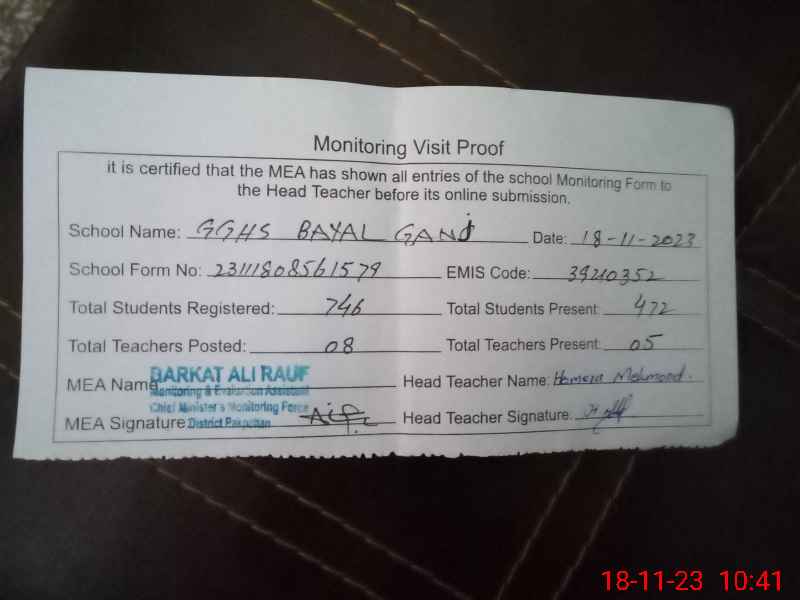 Monitoring Visit Proof
it is certified that the MEA has shown all entries of the school Monitoring Form to
the Head Teacher before its online submission.
School Name: GGHS BAYAL GANJ Date: 18-11-2023
School Form No: 23111808561579 EMIS Code: 39210352
Total Students Registered: 746 Total Students Present: 472
Total Teachers Posted: 08 Total Teachers Present: 05
MEA Name BARKAT ALI RAUF Head Teacher Name: Homera Mehmood.
Monitoring & Evaluation Assistant
Chief Minister's Monitoring Force
MEA Signature District Pakpattan Head Teacher Signature.
18-11-23 10:41